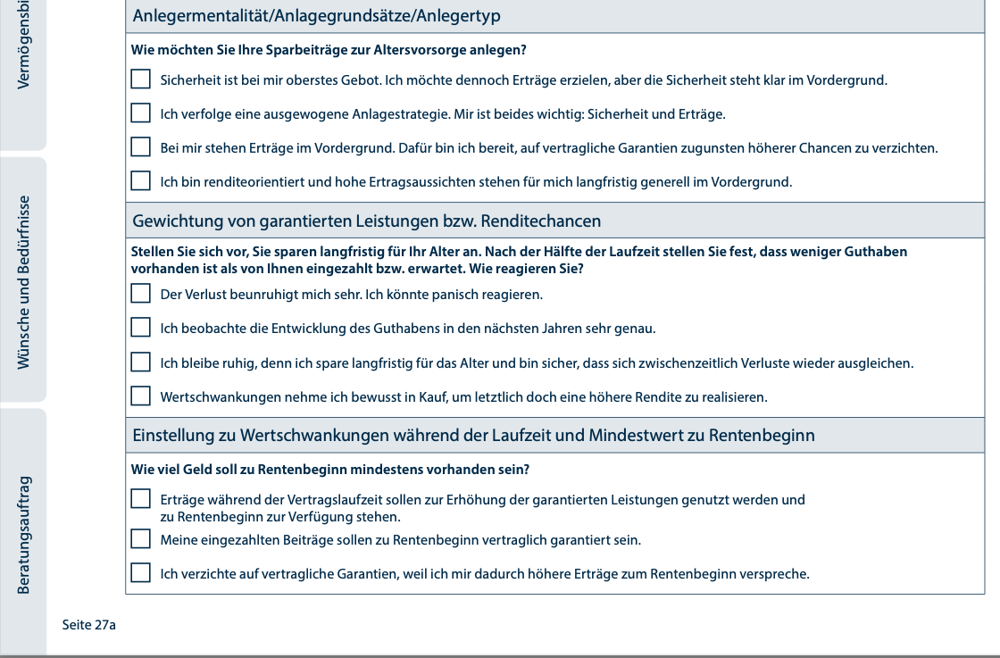 Vermögensbi
Anlegermentalität/Anlagegrundsätze/Anlegertyp
Wie möchten Sie Ihre Sparbeiträge zur Altersvorsorge anlegen?
Sicherheit ist bei mir oberstes Gebot. Ich möchte dennoch Erträge erzielen, aber die Sicherheit steht klar im Vordergrund.
Ich verfolge eine ausgewogene Anlagestrategie. Mir ist beides wichtig: Sicherheit und Erträge.
Bei mir stehen Erträge im Vordergrund. Dafür bin ich bereit, auf vertragliche Garantien zugunsten höherer Chancen zu verzichten.
Ich bin renditeorientiert und hohe Ertragsaussichten stehen für mich langfristig generell im Vordergrund.
Wünsche und Bedürfnisse
Gewichtung von garantierten Leistungen bzw. Renditechancen
Stellen Sie sich vor, Sie sparen langfristig für Ihr Alter an. Nach der Hälfte der Laufzeit stellen Sie fest, dass weniger Guthaben
vorhanden ist als von Ihnen eingezahlt bzw. erwartet. Wie reagieren Sie?
Der Verlust beunruhigt mich sehr. Ich könnte panisch reagieren.
Ich beobachte die Entwicklung des Guthabens in den nächsten Jahren sehr genau.
Ich bleibe ruhig, denn ich spare langfristig für das Alter und bin sicher, dass sich zwischenzeitlich Verluste wieder ausgleichen.
Wertschwankungen nehme ich bewusst in Kauf, um letztlich doch eine höhere Rendite zu realisieren.
Beratungsauftrag
Einstellung zu Wertschwankungen während der Laufzeit und Mindestwert zu Rentenbeginn
Wie viel Geld soll zu Rentenbeginn mindestens vorhanden sein?
Erträge während der Vertragslaufzeit sollen zur Erhöhung der garantierten Leistungen genutzt werden und
zu Rentenbeginn zur Verfügung stehen.
Meine eingezahlten Beiträge sollen zu Rentenbeginn vertraglich garantiert sein.
Ich verzichte auf vertragliche Garantien, weil ich mir dadurch höhere Erträge zum Rentenbeginn verspreche.
Seite 27a